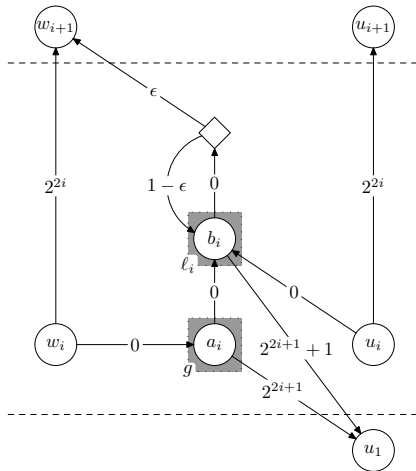 w_{i+1} u_{i+1}
ϵ
2^{2i} 1 − ϵ 0 2^{2i}
b_i
ℓ_i
0 0
w_i 0 a_i u_i
g 2^{2i+1} + 1
2^{2i+1}
u_1